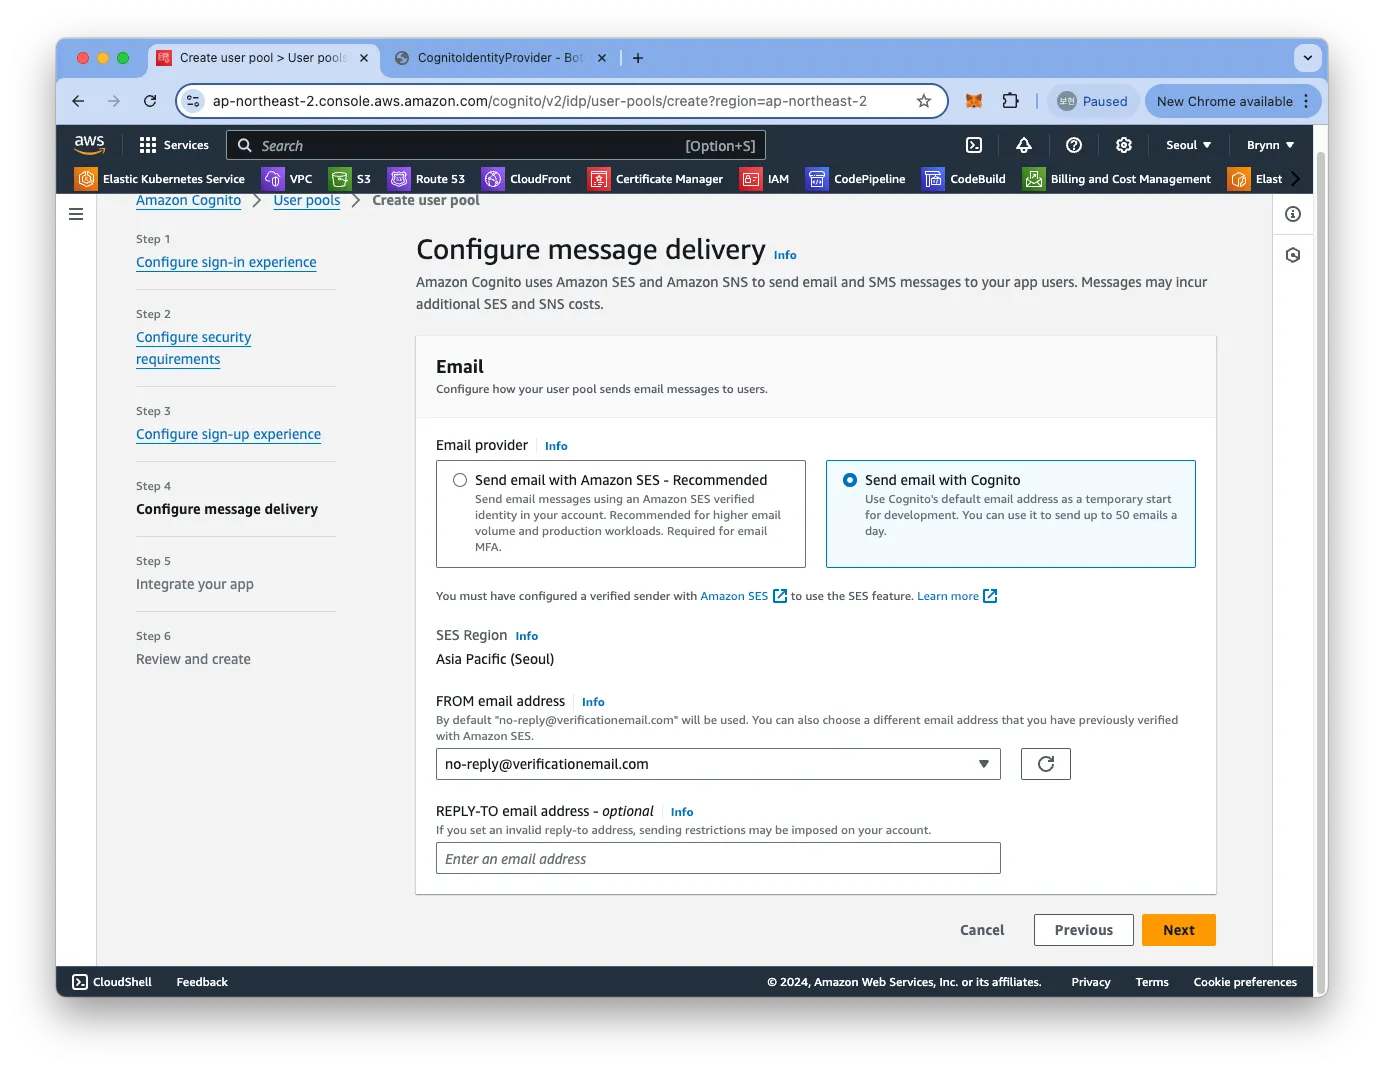 Create user pool > User pools
CognitoIdentityProvider - Bot
ap-northeast-2.console.aws.amazon.com/cognito/v2/idp/user-pools/create?region=ap-northeast-2
보현 Paused
New Chrome available
aws
Services
Search
[Option+S]
Seoul
Brynn
Elastic Kubernetes Service
VPC
S3
Route 53
CloudFront
Certificate Manager
IAM
CodePipeline
CodeBuild
Billing and Cost Management
Elast
Amazon Cognito
User pools
Create user pool
Step 1
Configure sign-in experience
Step 2
Configure security
requirements
Step 3
Configure sign-up experience
Step 4
Configure message delivery
Step 5
Integrate your app
Step 6
Review and create
Configure message delivery Info
Amazon Cognito uses Amazon SES and Amazon SNS to send email and SMS messages to your app users. Messages may incur
additional SES and SNS costs.
Email
Configure how your user pool sends email messages to users.
Email provider Info
Send email with Amazon SES - Recommended
Send email messages using an Amazon SES verified
identity in your account. Recommended for higher email
volume and production workloads. Required for email
MFA.
Send email with Cognito
Use Cognito's default email address as a temporary start
for development. You can use it to send up to 50 emails a
day.
You must have configured a verified sender with Amazon SES to use the SES feature. Learn more
SES Region Info
Asia Pacific (Seoul)
FROM email address Info
By default "no-reply@verificationemail.com" will be used. You can also choose a different email address that you have previously verified
with Amazon SES.
no-reply@verificationemail.com
REPLY-TO email address - optional Info
If you set an invalid reply-to address, sending restrictions may be imposed on your account.
Enter an email address
Cancel
Previous
Next
CloudShell
Feedback
© 2024, Amazon Web Services, Inc. or its affiliates.
Privacy
Terms
Cookie preferences